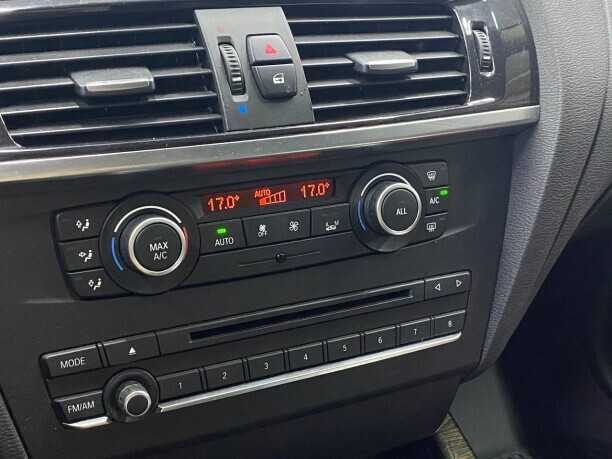 17.0° AUTO 17.0°
MAX A/C
ALL
A/C
AUTO
OFF
A M
MODE
FM/AM
1 2 3 4 5 6 7 8